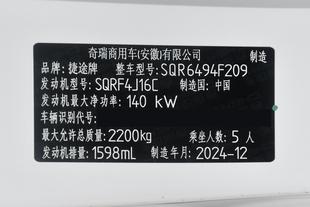 奇瑞商用车(安徽)有限公司 制造
品牌:捷途牌 整车型号:SQR6494F209
发动机型号:SQRF4J16C 制造国:中国
发动机最大净功率:140 kW
车辆识别代号:
最大允许总质量:2200kg 乘坐人数:5人
发动机排量:1598mL 制造年月:2024-12